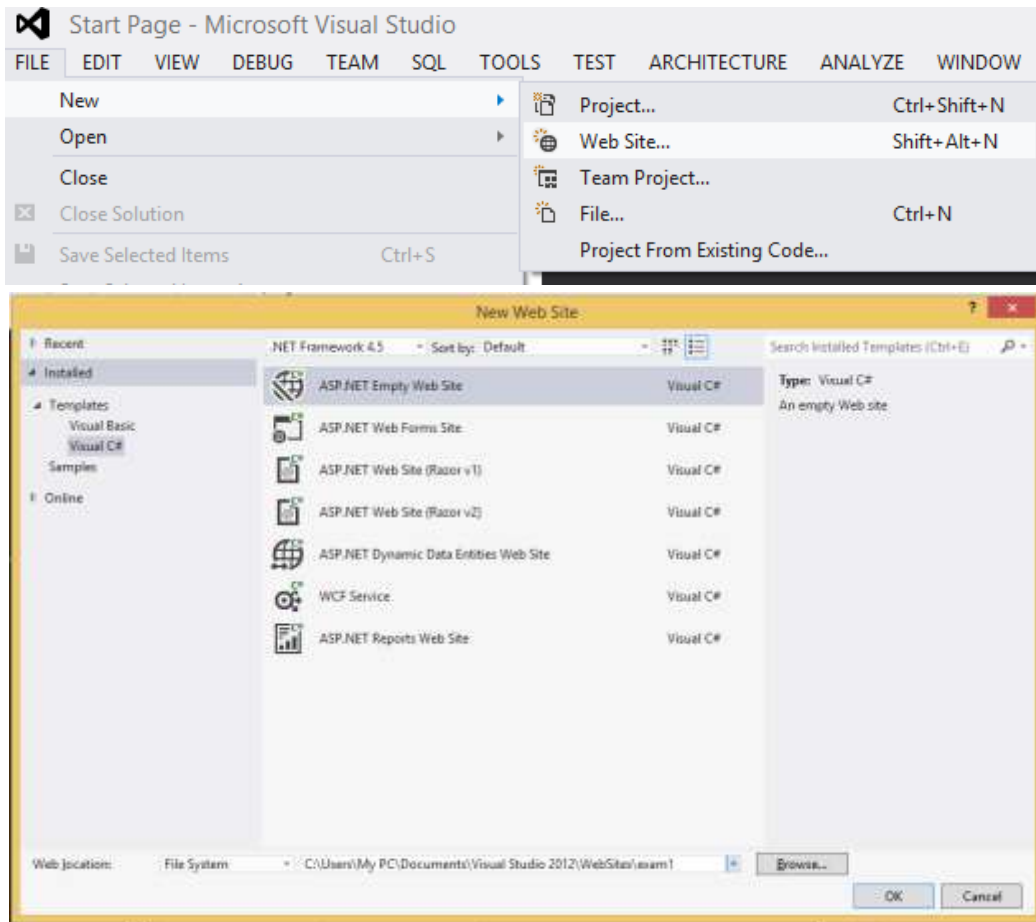 Start Page - Microsoft Visual Studio
FILE EDIT VIEW DEBUG TEAM SQL TOOLS TEST ARCHITECTURE ANALYZE WINDOW
New
Open
Close
Close Solution
Save Selected Items Ctrl+S
Project... Ctrl+Shift+N
Web Site... Shift+Alt+N
Team Project...
File... Ctrl+N
Project From Existing Code...
New Web Site
Recent
Installed
Templates
Visual Basic
Visual C#
Samples
Online
.NET Framework 4.5 Sort by: Default
ASP.NET Empty Web Site Visual C#
ASP.NET Web Forms Site Visual C#
ASP.NET Web Site (Razor v1) Visual C#
ASP.NET Web Site (Razor v2) Visual C#
ASP.NET Dynamic Data Entities Web Site Visual C#
WCF Service Visual C#
ASP.NET Reports Web Site Visual C#
Search Installed Templates (Ctrl+E)
Type: Visual C#
An empty Web site
Web location: File System C:\Users\My PC\Documents\Visual Studio 2012\WebSites\exam1 Browse...
OK Cancel